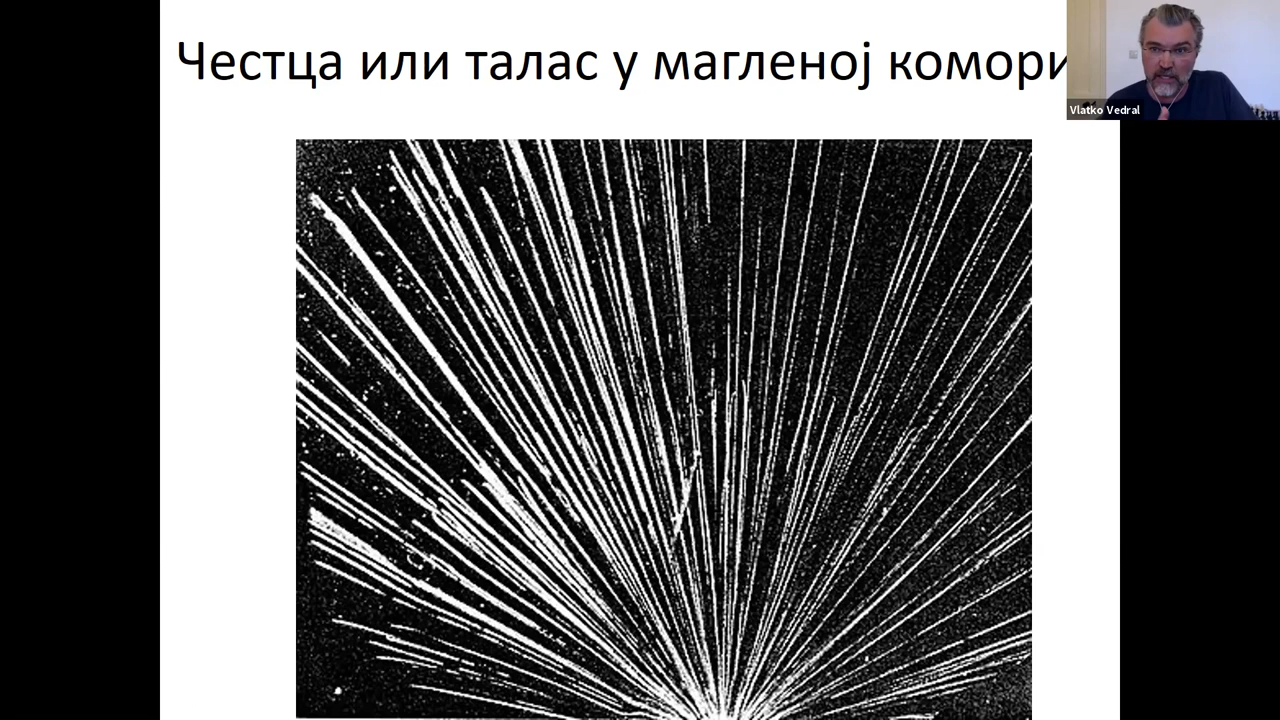 Честца или талас у магленој комори
Vlatko Vedral